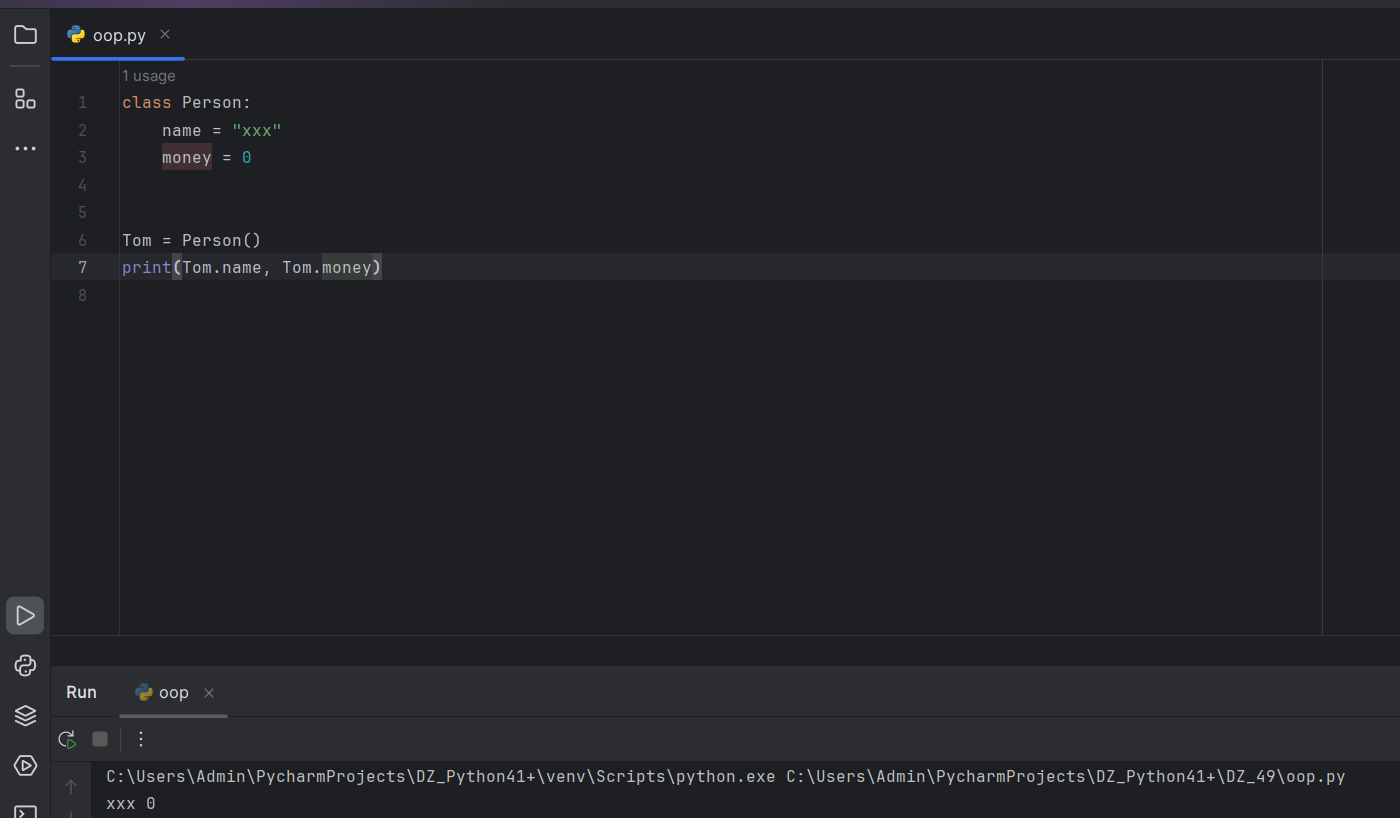 oop.py
1 usage
1 class Person:
2 name = "xxx"
3 money = 0
4
5
6 Tom = Person()
7 print(Tom.name, Tom.money)
8
Run oop
C:\Users\Admin\PycharmProjects\DZ_Python41+\venv\Scripts\python.exe C:\Users\Admin\PycharmProjects\DZ_Python41+\DZ_49\oop.py
xxx 0